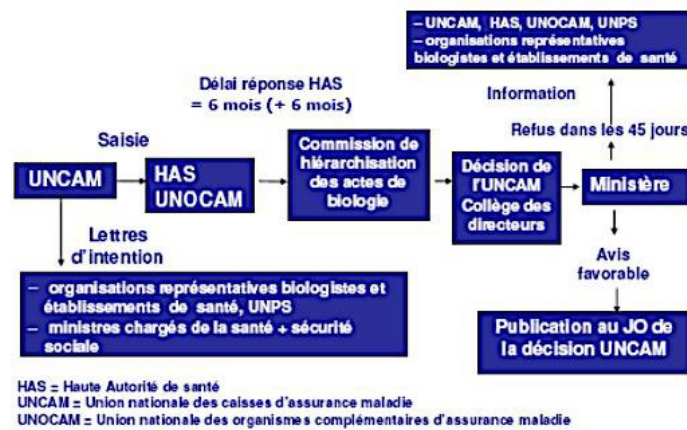 – UNCAM, HAS, UNOCAM, UNPS
– organisations représentatives
biologistes et établissements de santé
Délai réponse HAS
= 6 mois (+ 6 mois)
Information
Refus dans les 45 jours
Saisie
UNCAM
HAS
UNOCAM
Commission de
hiérarchisation
des actes de
biologie
Décision de
l'UNCAM
Collège des
directeurs
Ministère
Lettres
d'intention
Avis
favorable
– organisations représentatives biologistes et
établissements de santé, UNPS
– ministres chargés de la santé + sécurité
sociale
Publication au JO de
la décision UNCAM
HAS = Haute Autorité de santé
UNCAM = Union nationale des caisses d'assurance maladie
UNOCAM = Union nationale des organismes complémentaires d'assurance maladie